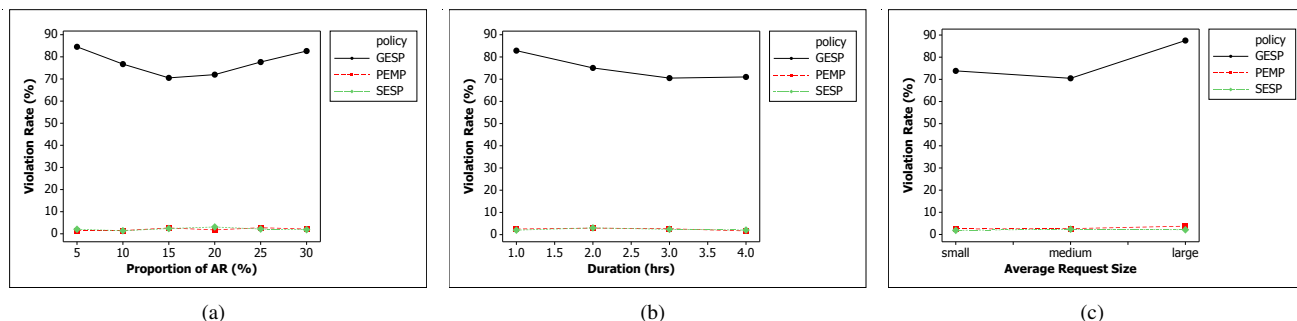 90
80
70
60
50
40
30
20
10
0
Violation Rate (%)
5
10
15
20
25
30
Proportion of AR (%)
policy
GESP
PEMP
SESP
(a)
90
80
70
60
50
40
30
20
10
0
Violation Rate (%)
1.0
1.5
2.0
2.5
3.0
3.5
4.0
Duration (hrs)
policy
GESP
PEMP
SESP
(b)
90
80
70
60
50
40
30
20
10
0
Violation Rate (%)
small
medium
large
Average Request Size
policy
GESP
PEMP
SESP
(c)